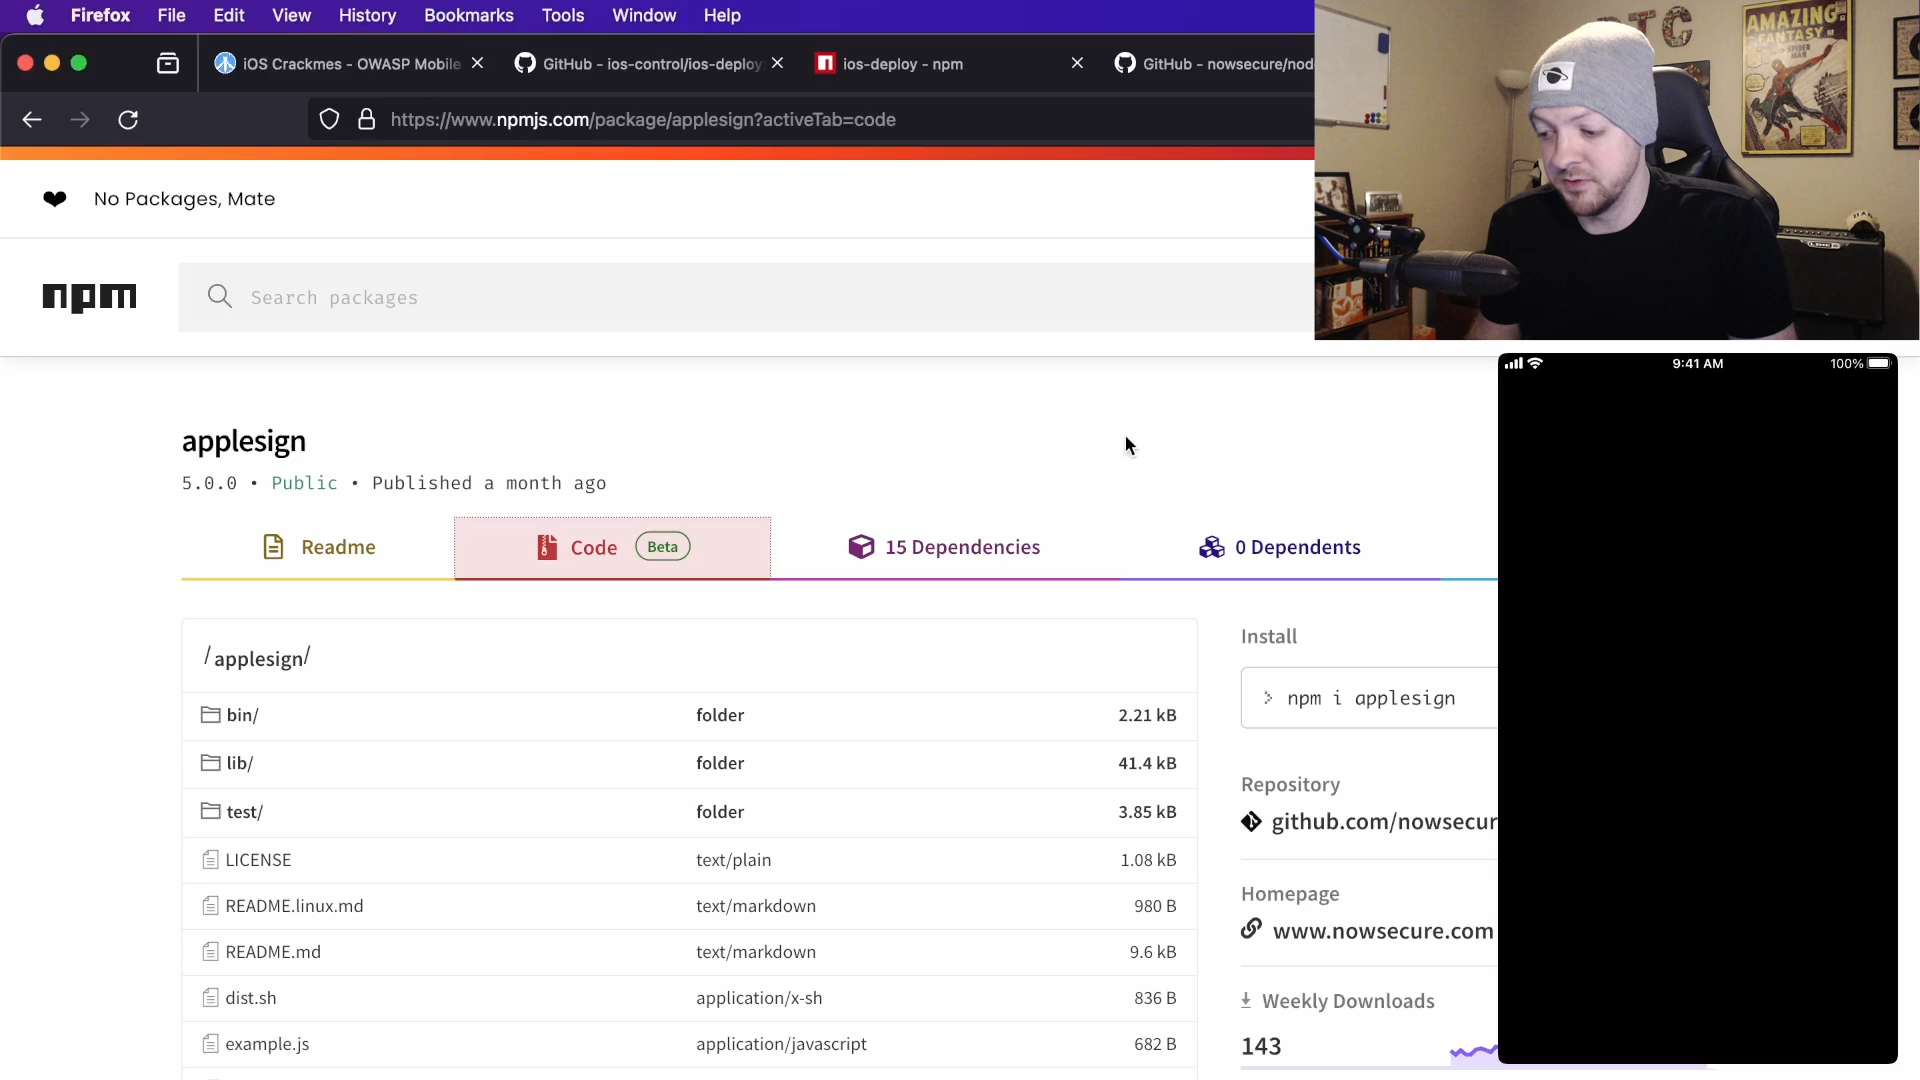 Firefox File Edit View History Bookmarks Tools Window Help
iOS Crackmes - OWASP Mobile
GitHub - ios-control/ios-deploy
ios-deploy - npm
GitHub - nowsecure/nod
https://www.npmjs.com/package/applesign?activeTab=code
AMAZING
FANTASY
❤ No Packages, Mate
npm
Search packages
9:41 AM 100%
applesign
5.0.0 • Public • Published a month ago
Readme
Code Beta
15 Dependencies
0 Dependents
/applesign/
bin/ folder 2.21 kB
lib/ folder 41.4 kB
test/ folder 3.85 kB
LICENSE text/plain 1.08 kB
README.linux.md text/markdown 980 B
README.md text/markdown 9.6 kB
dist.sh application/x-sh 836 B
example.js application/javascript 682 B
Install
> npm i applesign
Repository
github.com/nowsecur
Homepage
www.nowsecure.com
Weekly Downloads
143